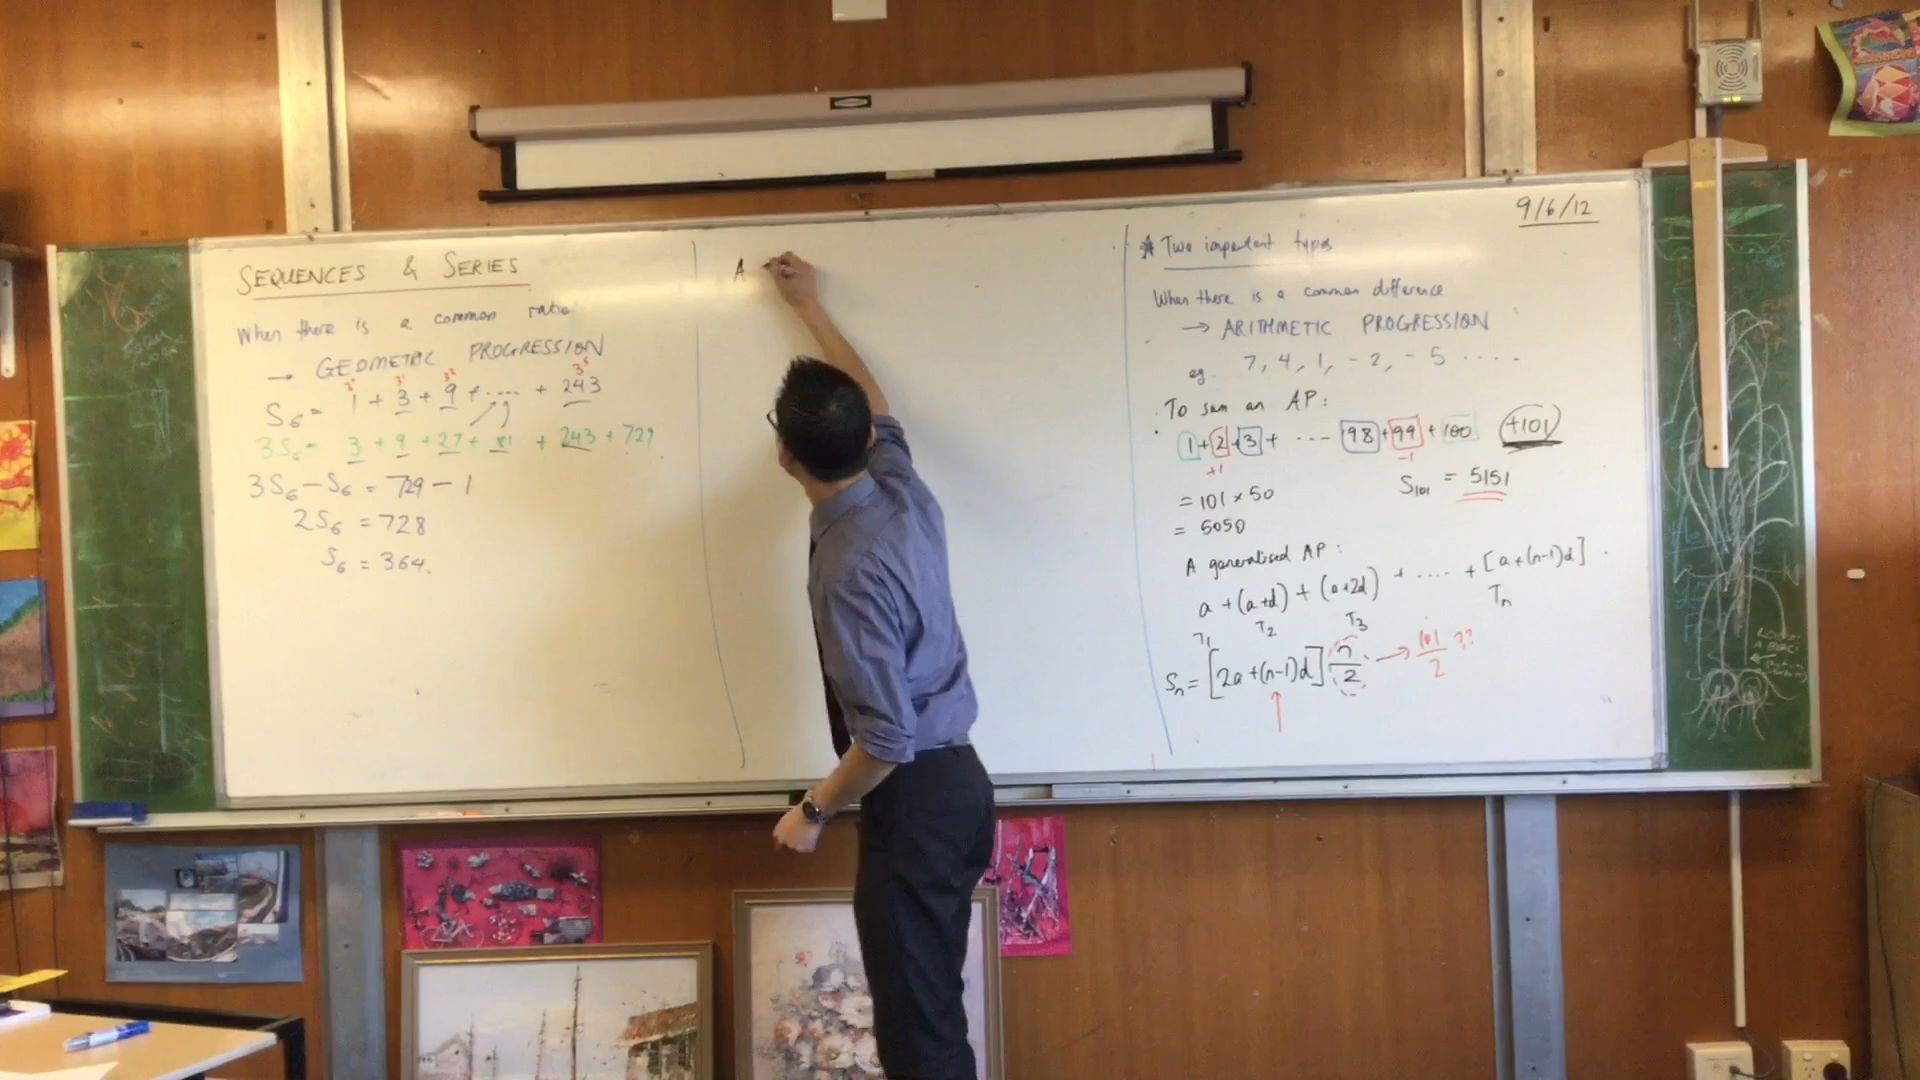 SEQUENCES & SERIES
When there is a common ratio
→ GEOMETRIC PROGRESSION
3⁰ 3¹ 3² 3⁵
S₆ = 1 + 3 + 9 + .... + 243
3S₆ = 3 + 9 + 27 + 81 + 243 + 729
3S₆ - S₆ = 729 - 1
2S₆ = 728
S₆ = 364.
A
9/6/12
* Two important types
When there is a common difference
→ ARITHMETIC PROGRESSION
eg. 7, 4, 1, -2, -5 ....
To sum an AP:
1 + 2 + 3 + ... 98 + 99 + 100 +101
+1 -1
= 101 × 50
= 5050
S₁₀₁ = 5151
A generalised AP:
a + (a+d) + (a+2d) + .... + [a+(n-1)d]
T₁ T₂ T₃ Tₙ
Sₙ = [2a+(n-1)d] n/2 → 101/2 ??